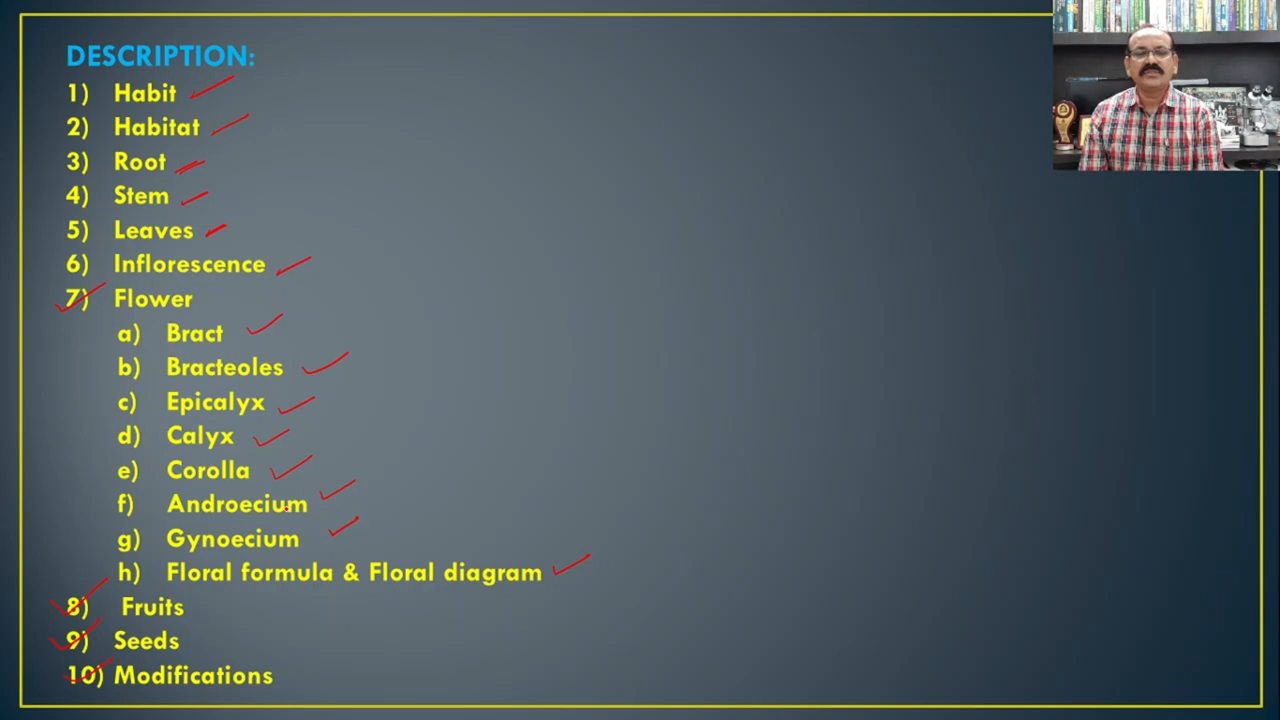 DESCRIPTION:
1) Habit
2) Habitat
3) Root
4) Stem
5) Leaves
6) Inflorescence
7) Flower
a) Bract
b) Bracteoles
c) Epicalyx
d) Calyx
e) Corolla
f) Androecium
g) Gynoecium
h) Floral formula & Floral diagram
8) Fruits
9) Seeds
10) Modifications